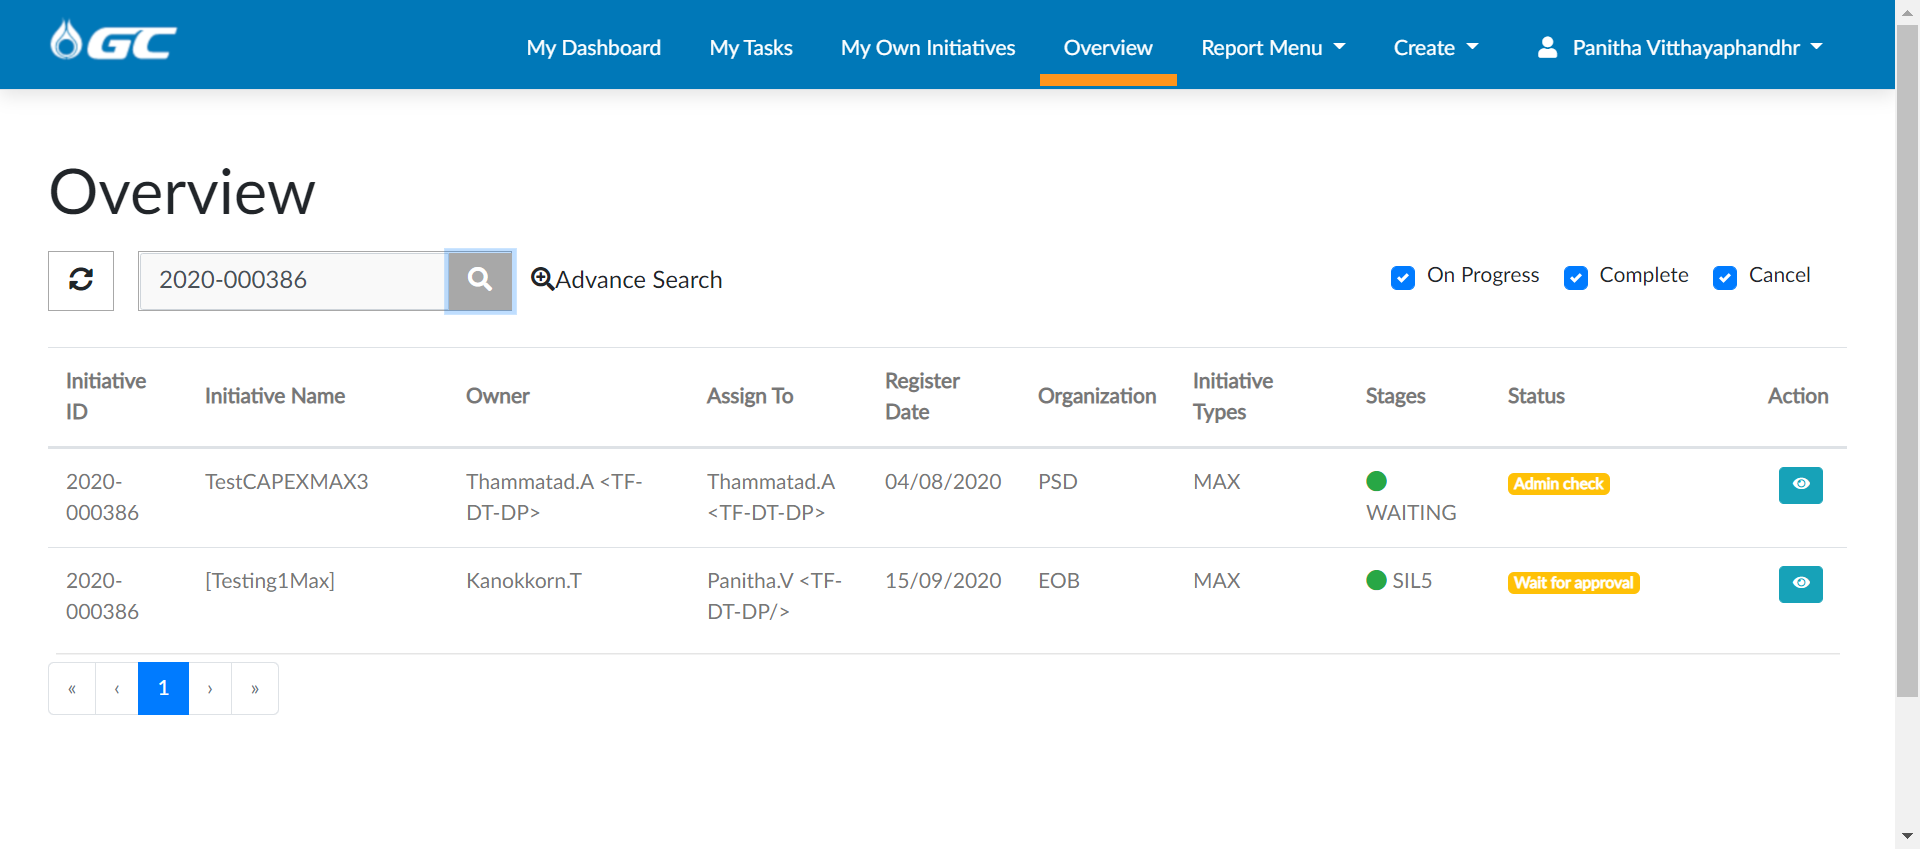 GC
My Dashboard
My Tasks
My Own Initiatives
Overview
Report Menu
Create
Panitha Vitthayaphandhr
Overview
2020-000386
Advance Search
On Progress
Complete
Cancel
Initiative
ID
Initiative Name
Owner
Assign To
Register
Date
Organization
Initiative
Types
Stages
Status
Action
2020-
000386
TestCAPEXMAX3
Thammatad.A <TF-
DT-DP>
Thammatad.A
<TF-DT-DP>
04/08/2020
PSD
MAX
WAITING
Admin check
2020-
000386
[Testing1Max]
Kanokkorn.T
Panitha.V <TF-
DT-DP/>
15/09/2020
EOB
MAX
SIL5
Wait for approval
« ‹ 1 › »